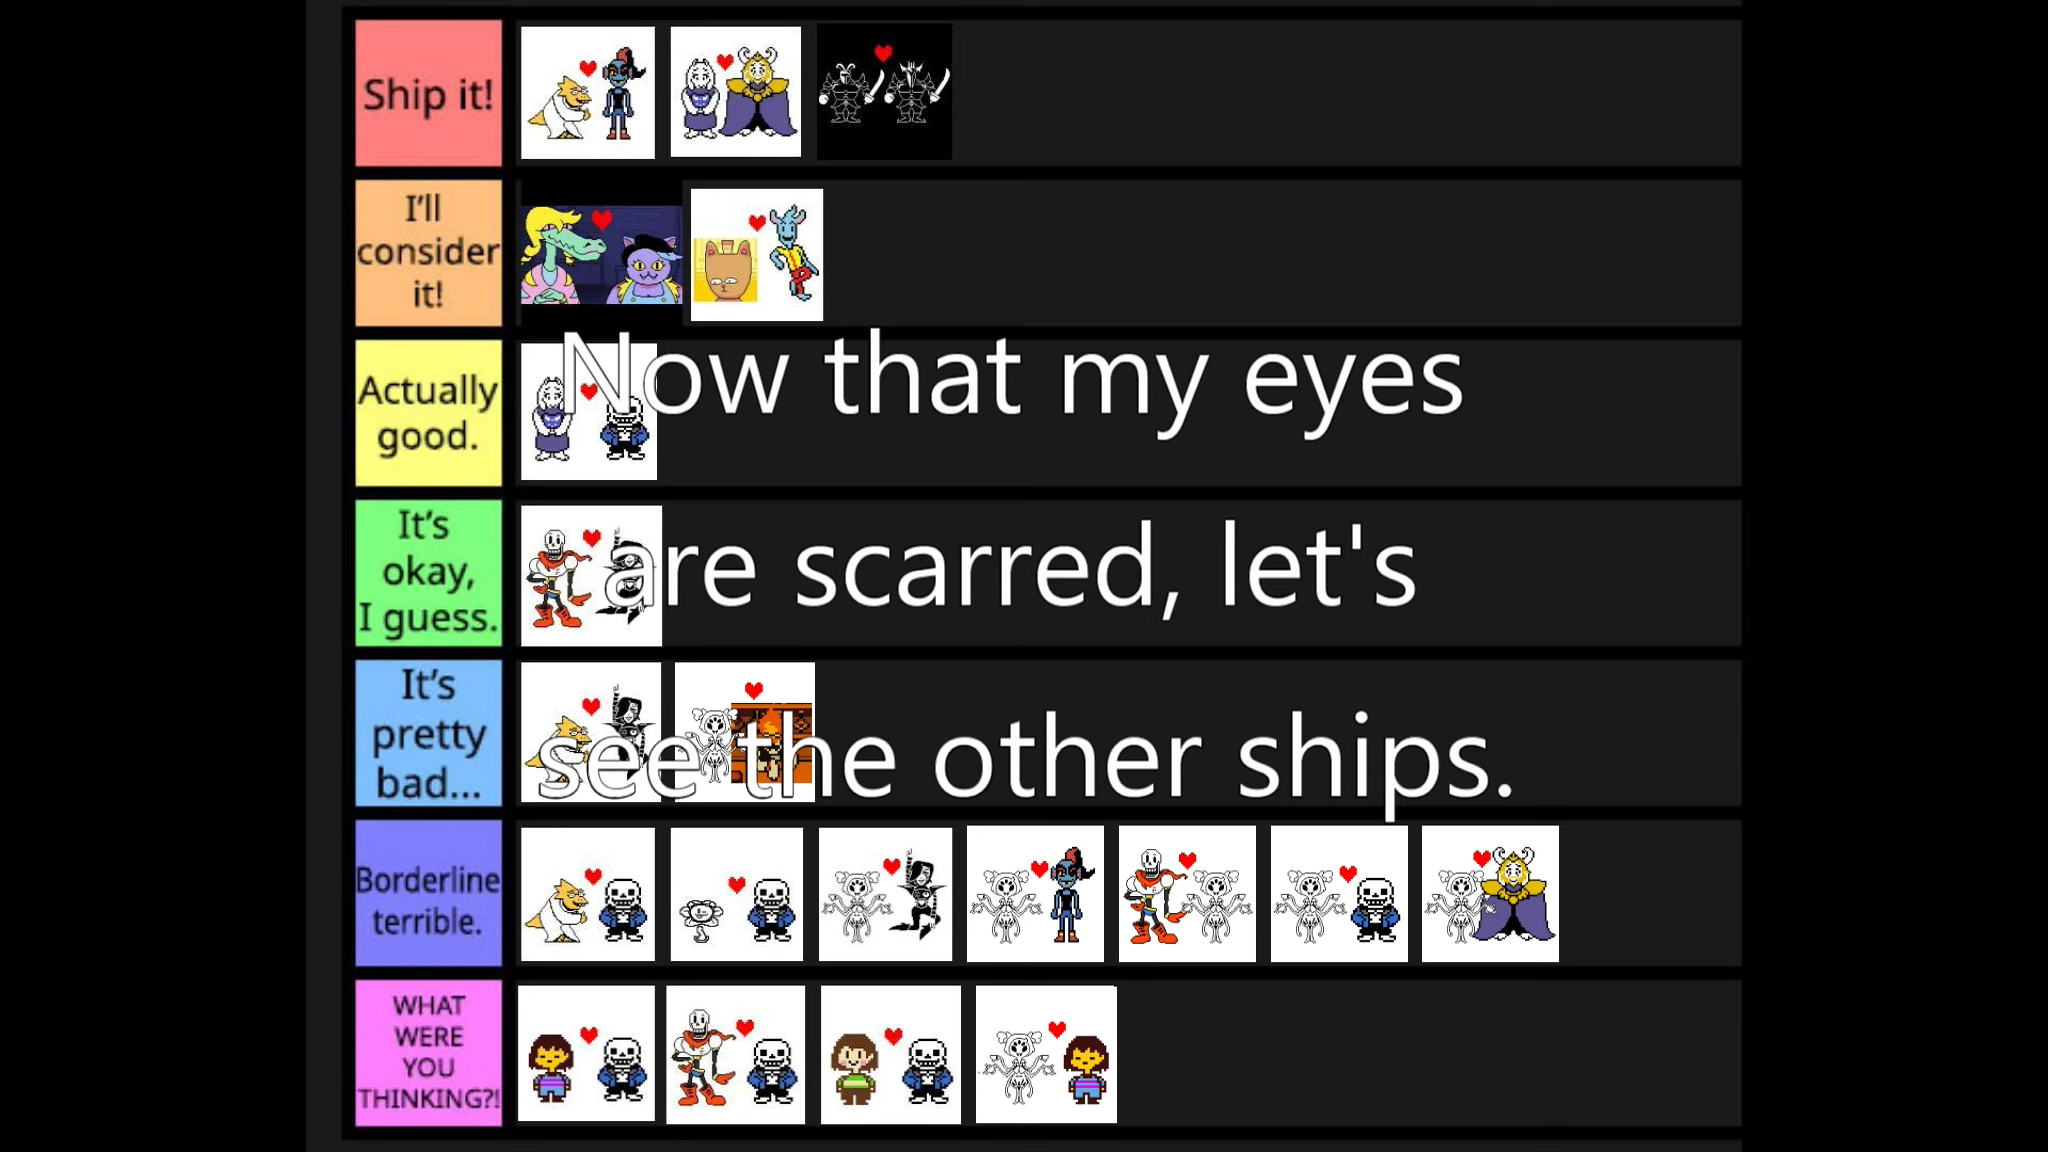 Ship it!
I'll
consider
it!
Actually
good.
It's
okay,
I guess.
It's
pretty
bad...
Borderline
terrible.
WHAT
WERE
YOU
THINKING?!
Now that my eyes
are scarred, let's
see the other ships.